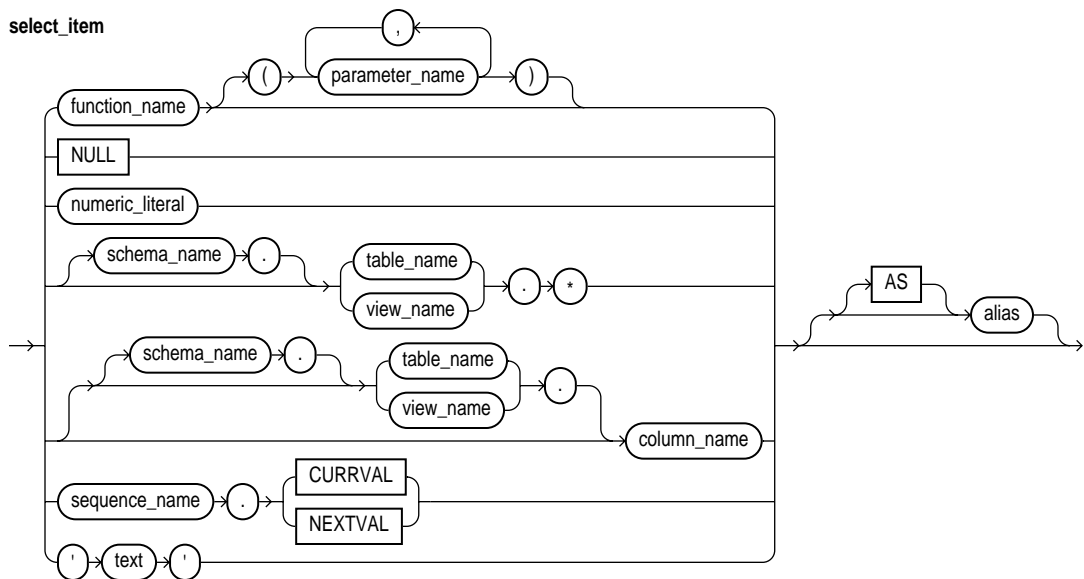 select_item
,
( parameter_name )
function_name
NULL
numeric_literal
schema_name . table_name . *
view_name
AS
alias
schema_name . table_name .
view_name
column_name
sequence_name . CURRVAL
NEXTVAL
' text '